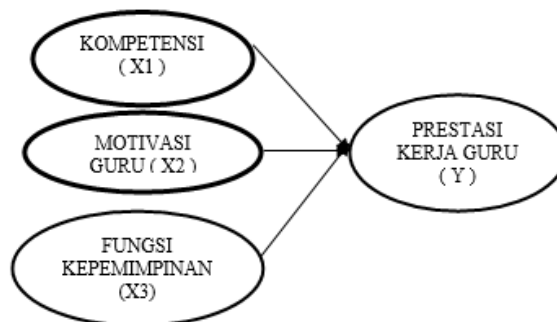 KOMPETENSI
( X1 )
MOTIVASI
GURU ( X2 )
FUNGSI
KEPEMIMPINAN
(X3)
PRESTASI
KERJA GURU
( Y )